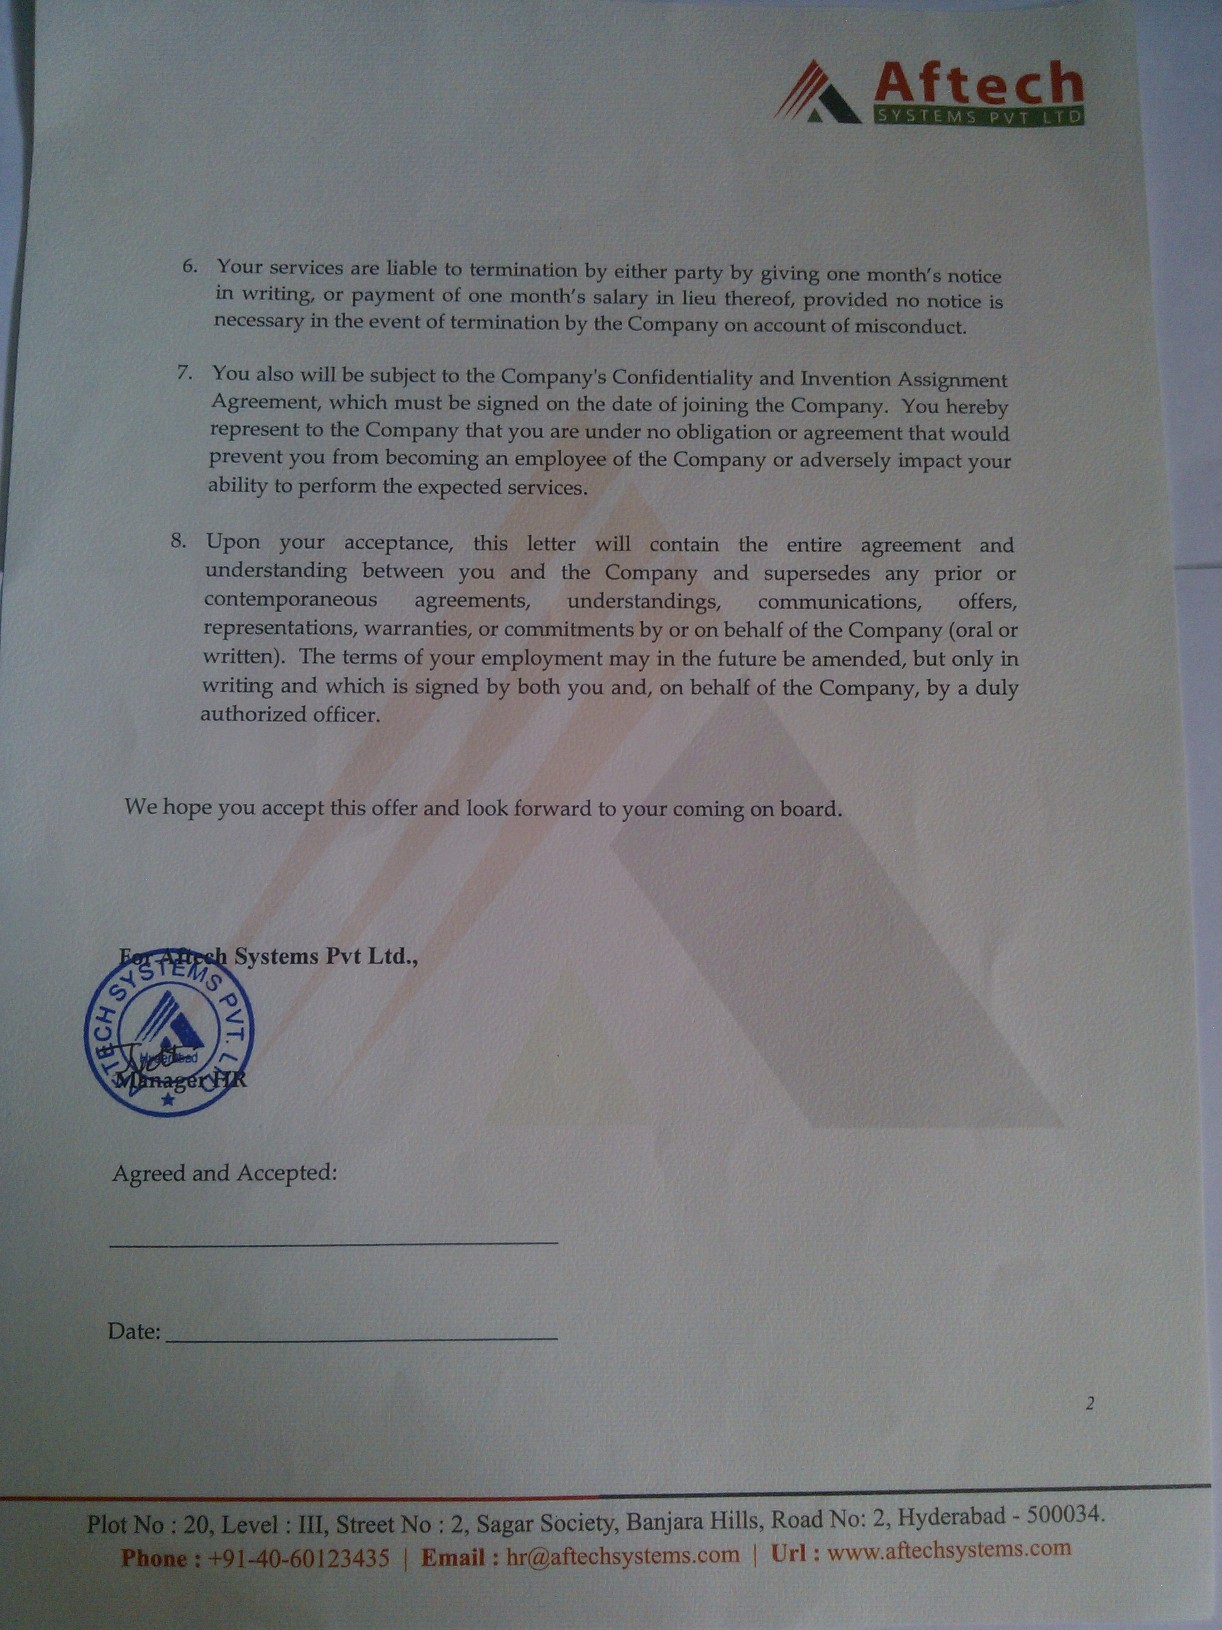 Aftech
SYSTEMS PVT LTD
6. Your services are liable to termination by either party by giving one month's notice
in writing, or payment of one month's salary in lieu thereof, provided no notice is
necessary in the event of termination by the Company on account of misconduct.
7. You also will be subject to the Company's Confidentiality and Invention Assignment
Agreement, which must be signed on the date of joining the Company. You hereby
represent to the Company that you are under no obligation or agreement that would
prevent you from becoming an employee of the Company or adversely impact your
ability to perform the expected services.
8. Upon your acceptance, this letter will contain the entire agreement and
understanding between you and the Company and supersedes any prior or
contemporaneous agreements, understandings, communications, offers,
representations, warranties, or commitments by or on behalf of the Company (oral or
written). The terms of your employment may in the future be amended, but only in
writing and which is signed by both you and, on behalf of the Company, by a duly
authorized officer.
We hope you accept this offer and look forward to your coming on board.
For Aftech Systems Pvt Ltd.,
AFTECH SYSTEMS PVT. LTD
Hyderabad
Manager HR
Agreed and Accepted:
Date:
2
Plot No : 20, Level : III, Street No : 2, Sagar Society, Banjara Hills, Road No: 2, Hyderabad - 500034.
Phone : +91-40-60123435 | Email : hr@aftechsystems.com | Url : www.aftechsystems.com